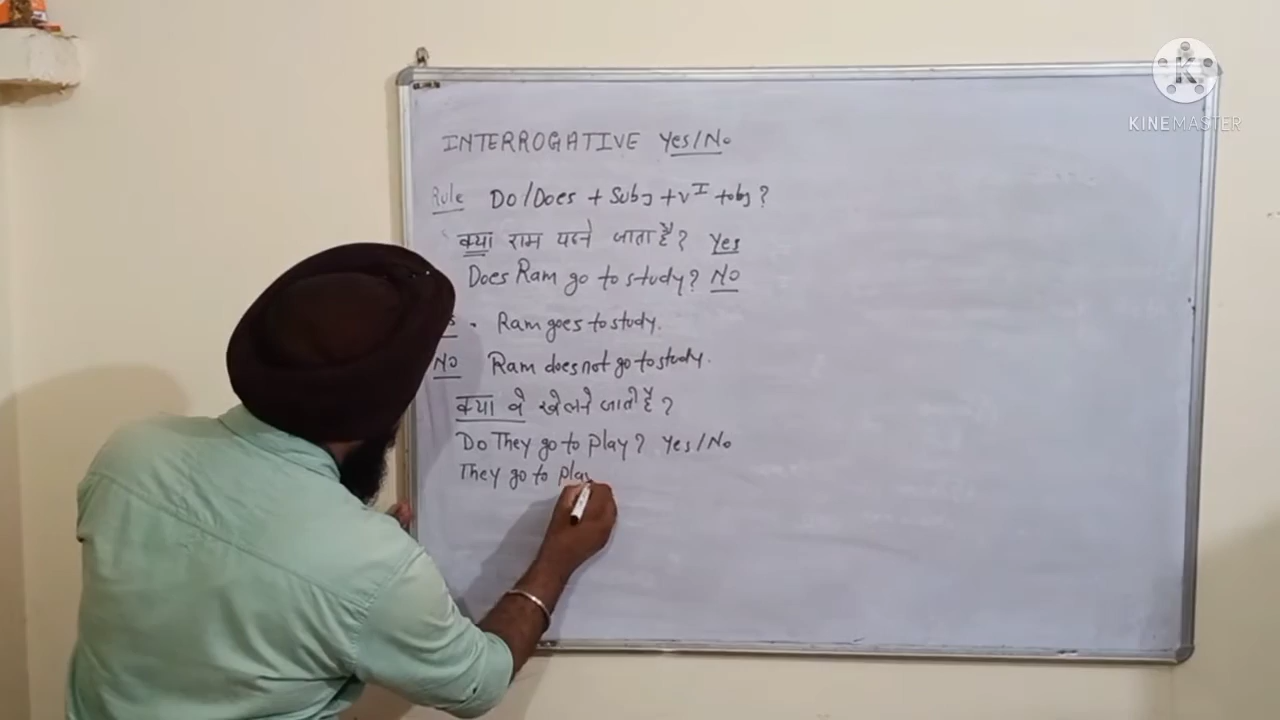 INTERROGATIVE Yes/No
Rule Do/Does + Subj + V I + obj ?
क्या राम पढने जाता है ? Yes
Does Ram go to study? No
Ram goes to study.
No Ram does not go to study.
क्या वे खेलने जाते है ?
Do They go to play? Yes/No
They go to play
KINEMASTER